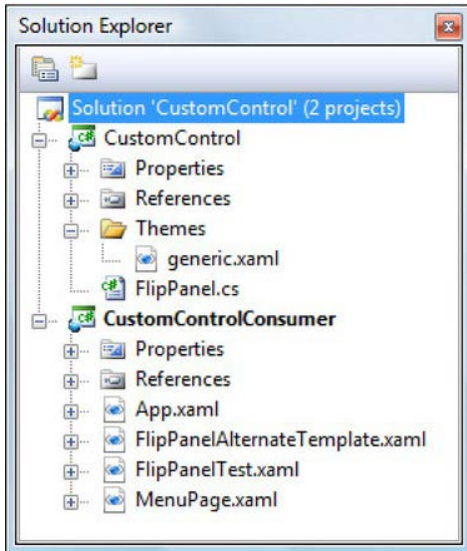 Solution Explorer
Solution 'CustomControl' (2 projects)
CustomControl
Properties
References
Themes
generic.xaml
FlipPanel.cs
CustomControlConsumer
Properties
References
App.xaml
FlipPanelAlternateTemplate.xaml
FlipPanelTest.xaml
MenuPage.xaml